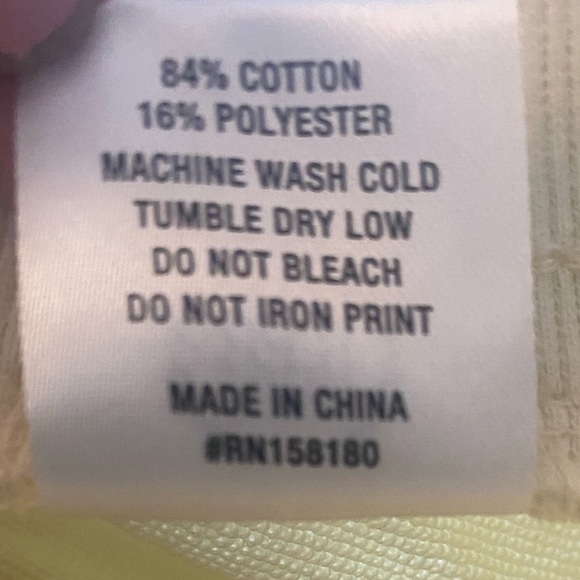 84% COTTON
16% POLYESTER
MACHINE WASH COLD
TUMBLE DRY LOW
DO NOT BLEACH
DO NOT IRON PRINT
MADE IN CHINA
#RN158180